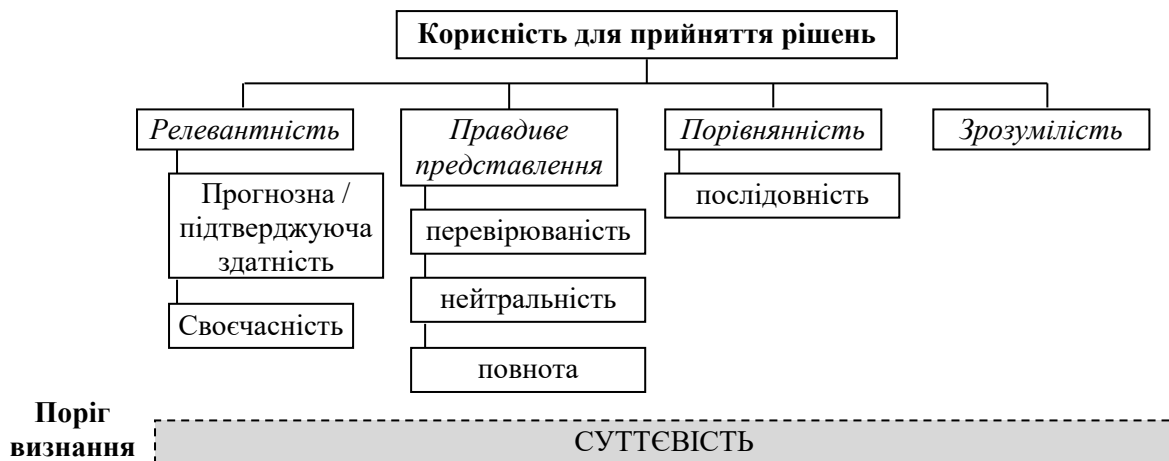 Корисність для прийняття рішень
Релевантність
Прогнозна /
підтверджуюча
здатність
Своєчасність
Правдиве
представлення
перевірюваність
нейтральність
повнота
Порівнянність
послідовність
Зрозумілість
Поріг
визнання
СУТТЄВІСТЬ